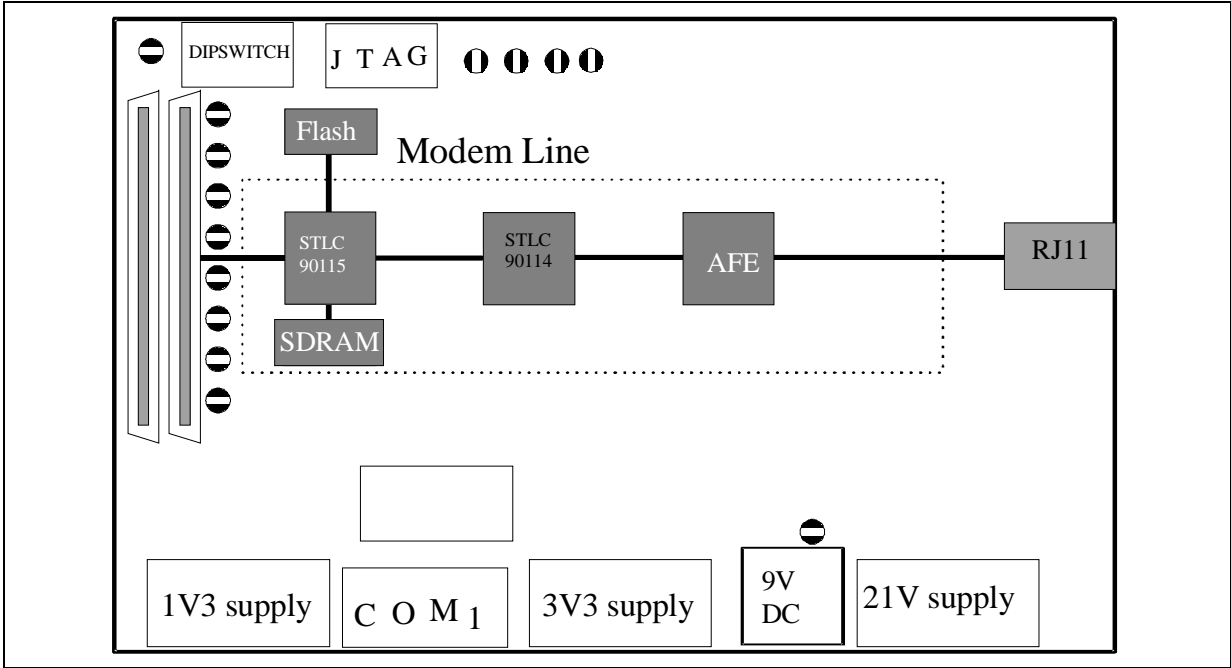 DIPSWITCH
J T A G
Flash
Modem Line
STLC
90115
STLC
90114
AFE
RJ11
SDRAM
1V3 supply
C O M 1
3V3 supply
9V
DC
21V supply